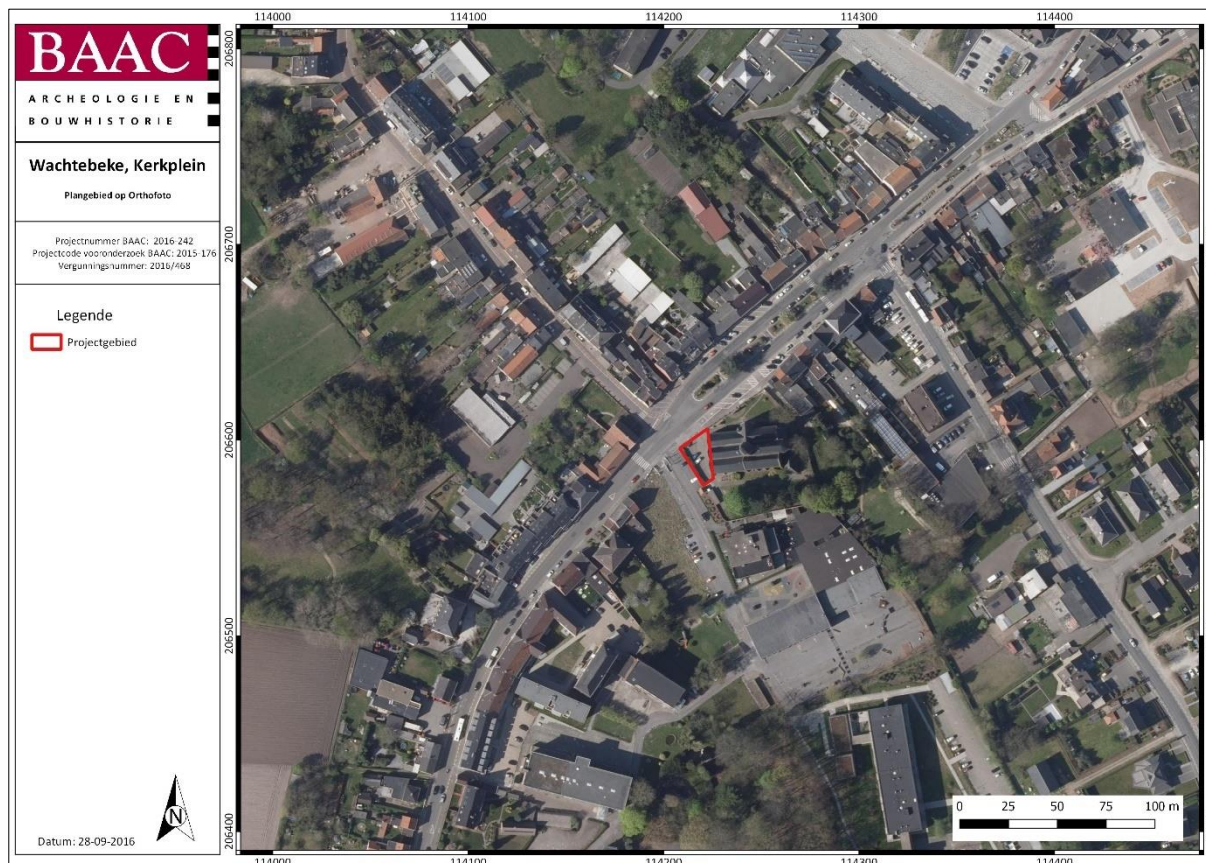 114000 114100 114200 114300 114400
BAAC
ARCHEOLOGIE EN
BOUWHISTORIE
Wachtebeke, Kerkplein
Plangebied op Orthofoto
Projectnummer BAAC: 2016-242
Projectcode vooronderzoek BAAC: 2015-176
Vergunningsnummer: 2016/468
Legende
Projectgebied
N
Datum: 28-09-2016
206800
206700
206600
206500
206400
0 25 50 75 100 m
114000 114100 114200 114300 114400